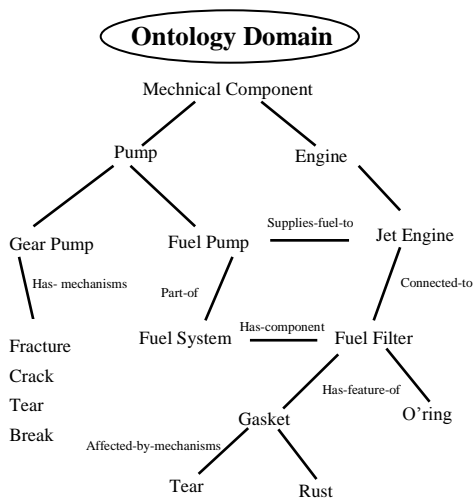 Ontology Domain
Mechnical Component
Pump
Engine
Supplies-fuel-to
Gear Pump
Fuel Pump
Jet Engine
Has- mechanisms
Part-of
Connected-to
Fuel System
Has-component
Fuel Filter
Fracture
Crack
Tear
Break
Has-feature-of
Gasket
O’ring
Affected-by-mechanisms
Tear
Rust